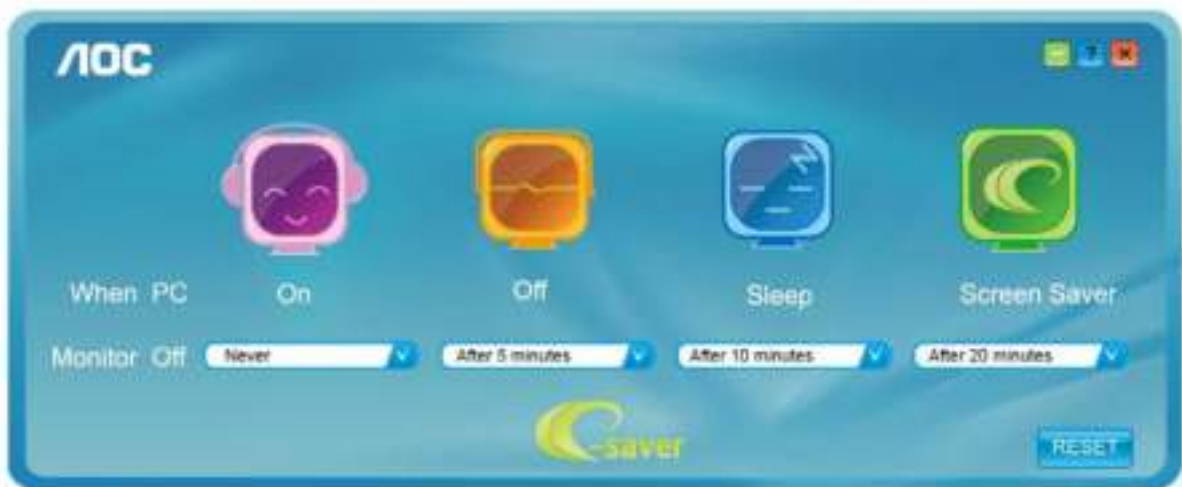 AOC
?
When PC On Off Sleep Screen Saver
Monitor Off Never After 5 minutes After 10 minutes After 20 minutes
e-saver
RESET